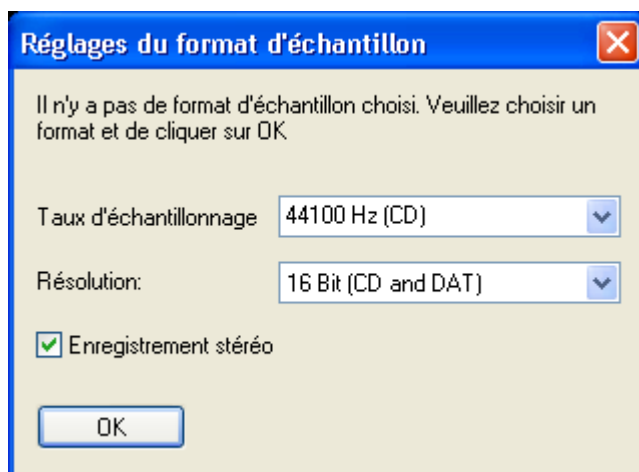 Réglages du format d'échantillon
Il n'y a pas de format d'échantillon choisi. Veuillez choisir un
format et de cliquer sur OK
Taux d'échantillonnage
44100 Hz (CD)
Résolution:
16 Bit (CD and DAT)
Enregistrement stéréo
OK